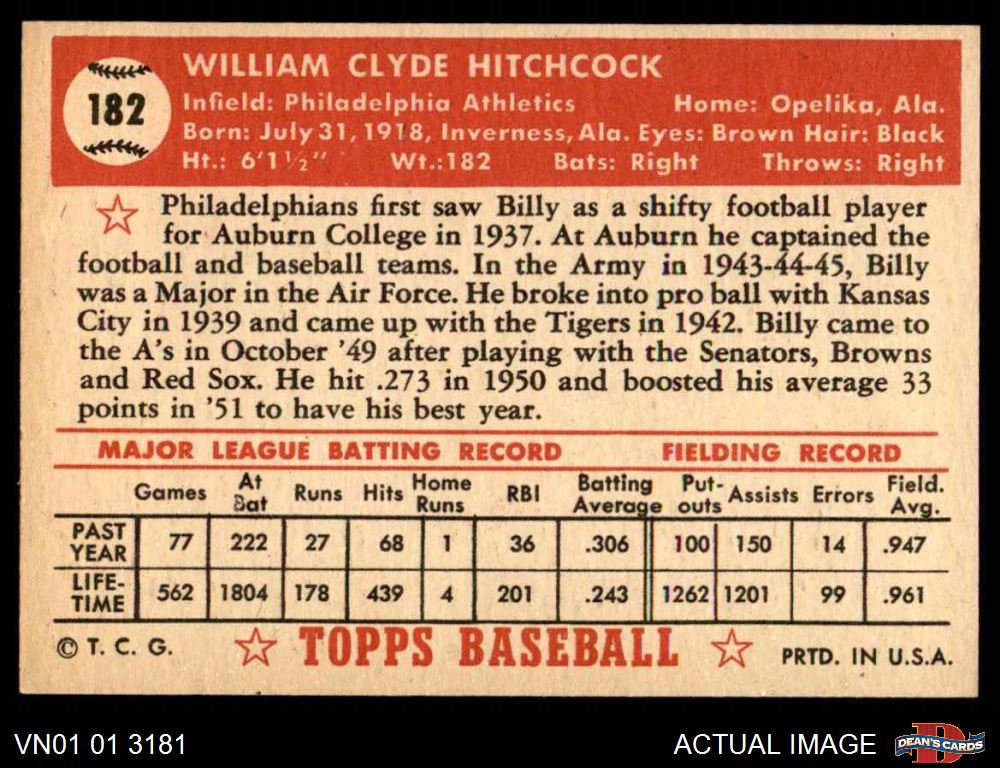 182
WILLIAM CLYDE HITCHCOCK
Infield: Philadelphia Athletics Home: Opelika, Ala.
Born: July 31, 1918, Inverness, Ala. Eyes: Brown Hair: Black
Ht.: 6'1½" Wt.:182 Bats: Right Throws: Right
Philadelphians first saw Billy as a shifty football player
for Auburn College in 1937. At Auburn he captained the
football and baseball teams. In the Army in 1943-44-45, Billy
was a Major in the Air Force. He broke into pro ball with Kansas
City in 1939 and came up with the Tigers in 1942. Billy came to
the A's in October '49 after playing with the Senators, Browns
and Red Sox. He hit .273 in 1950 and boosted his average 33
points in '51 to have his best year.
MAJOR LEAGUE BATTING RECORD FIELDING RECORD
Games At Bat Runs Hits Home Runs RBI Batting Average Put-outs Assists Errors Field. Avg.
PAST YEAR 77 222 27 68 1 36 .306 100 150 14 .947
LIFE-TIME 562 1804 178 439 4 201 .243 1262 1201 99 .961
© T. C. G. TOPPS BASEBALL PRTD. IN U.S.A.
VN01 01 3181 ACTUAL IMAGE DEAN'S CARDS